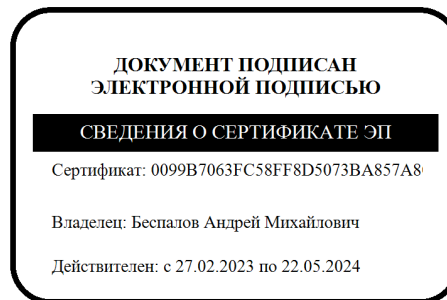 ДОКУМЕНТ ПОДПИСАН
ЭЛЕКТРОННОЙ ПОДПИСЬЮ
СВЕДЕНИЯ О СЕРТИФИКАТЕ ЭП
Сертификат: 0099B7063FC58FF8D5073BA857A8
Владелец: Беспалов Андрей Михайлович
Действителен: с 27.02.2023 по 22.05.2024